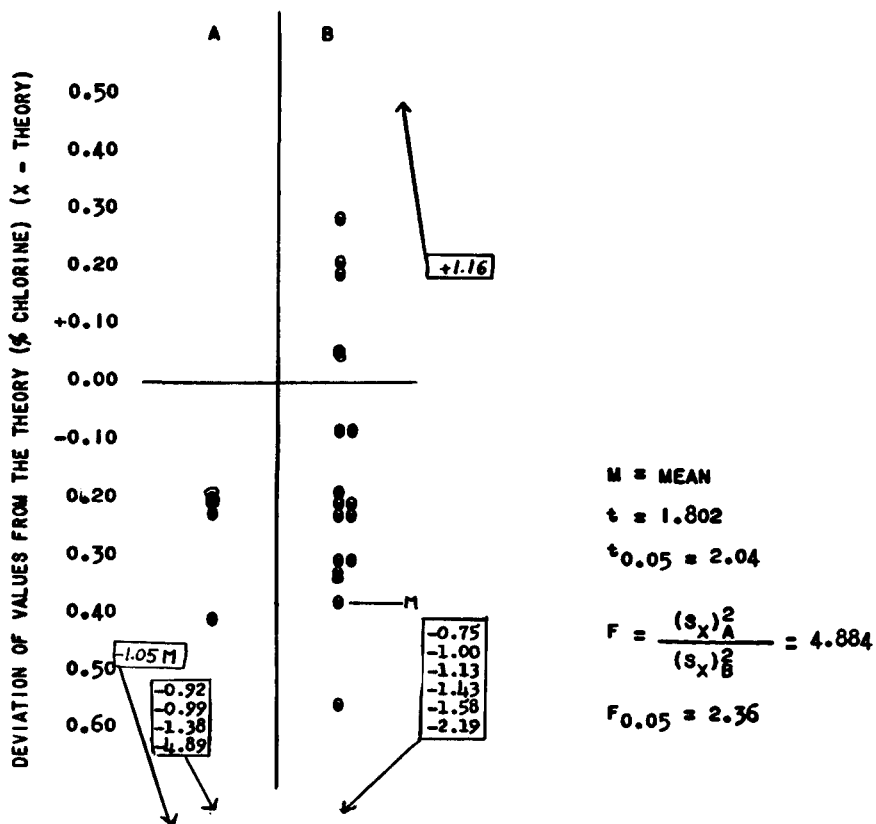 DEVIATION OF VALUES FROM THE THEORY (% CHLORINE) (X - THEORY)
A
B
0.50
0.40
0.30
0.20
+0.10
0.00
-0.10
0.20
0.30
0.40
0.50
0.60
+1.16
M
-1.05 M
-0.92
-0.99
-1.38
-4.89
-0.75
-1.00
-1.13
-1.43
-1.58
-2.19
M = MEAN
t = 1.802
t0.05 = 2.04
F = (Sx)²A / (Sx)²B = 4.884
F0.05 = 2.36